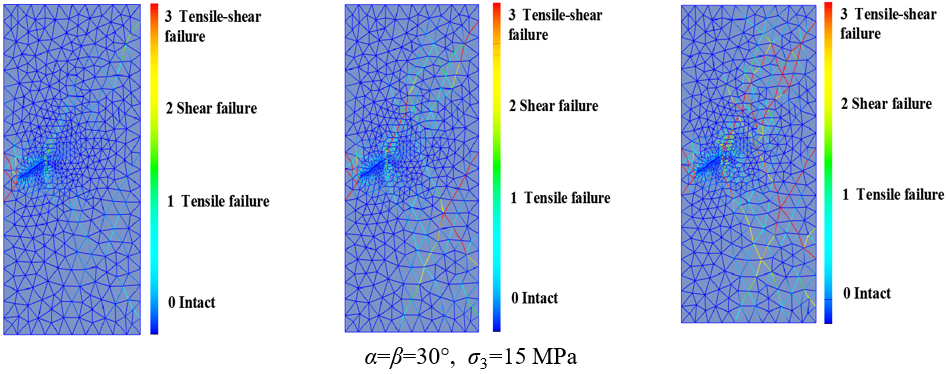 3 Tensile-shear
failure
2 Shear failure
1 Tensile failure
0 Intact
3 Tensile-shear
failure
2 Shear failure
1 Tensile failure
0 Intact
3 Tensile-shear
failure
2 Shear failure
1 Tensile failure
0 Intact
α=β=30°, σ₃=15 MPa